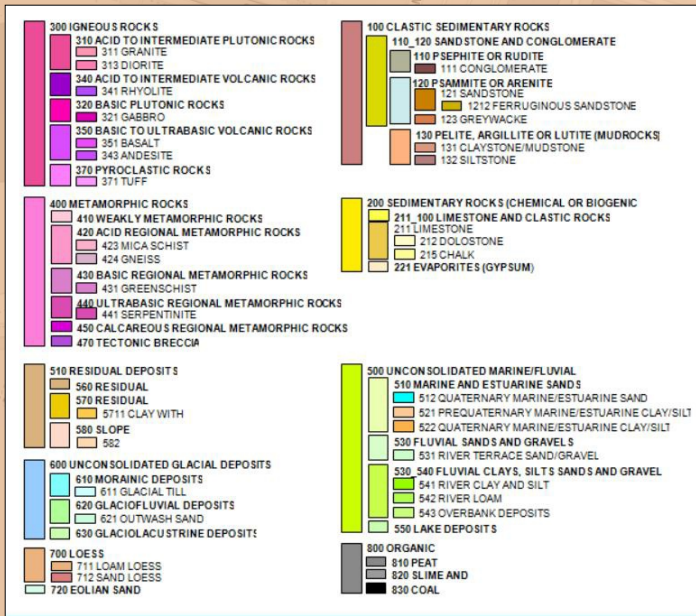 300 IGNEOUS ROCKS
310 ACID TO INTERMEDIATE PLUTONIC ROCKS
311 GRANITE
313 DIORITE
340 ACID TO INTERMEDIATE VOLCANIC ROCKS
341 RHYOLITE
320 BASIC PLUTONIC ROCKS
321 GABBRO
350 BASIC TO ULTRABASIC VOLCANIC ROCKS
351 BASALT
343 ANDESITE
370 PYROCLASTIC ROCKS
371 TUFF
400 METAMORPHIC ROCKS
410 WEAKLY METAMORPHIC ROCKS
420 ACID REGIONAL METAMORPHIC ROCKS
423 MICA SCHIST
424 GNEISS
430 BASIC REGIONAL METAMORPHIC ROCKS
431 GREENSCHIST
440 ULTRABASIC REGIONAL METAMORPHIC ROCKS
441 SERPENTINITE
450 CALCAREOUS REGIONAL METAMORPHIC ROCKS
470 TECTONIC BRECCIA
510 RESIDUAL DEPOSITS
560 RESIDUAL
570 RESIDUAL
5711 CLAY WITH
580 SLOPE
582
600 UNCONSOLIDATED GLACIAL DEPOSITS
610 MORAINIC DEPOSITS
611 GLACIAL TILL
620 GLACIOFLUVIAL DEPOSITS
621 OUTWASH SAND
630 GLACIOLACUSTRINE DEPOSITS
700 LOESS
711 LOAM LOESS
712 SAND LOESS
720 EOLIAN SAND
100 CLASTIC SEDIMENTARY ROCKS
110_120 SANDSTONE AND CONGLOMERATE
110 PSEPHITE OR RUDITE
111 CONGLOMERATE
120 PSAMMITE OR ARENITE
121 SANDSTONE
1212 FERRUGINOUS SANDSTONE
123 GREYWACKE
130 PELITE, ARGILLITE OR LUTITE (MUDROCKS)
131 CLAYSTONE/MUDSTONE
132 SILTSTONE
200 SEDIMENTARY ROCKS (CHEMICAL OR BIOGENIC
211_100 LIMESTONE AND CLASTIC ROCKS
211 LIMESTONE
212 DOLOSTONE
215 CHALK
221 EVAPORITES (GYPSUM)
500 UNCONSOLIDATED MARINE/FLUVIAL
510 MARINE AND ESTUARINE SANDS
512 QUATERNARY MARINE/ESTUARINE SAND
521 PREQUATERNARY MARINE/ESTUARINE CLAY/SILT
522 QUATERNARY MARINE/ESTUARINE CLAY/SILT
530 FLUVIAL SANDS AND GRAVELS
531 RIVER TERRACE SAND/GRAVEL
530_540 FLUVIAL CLAYS, SILTS SANDS AND GRAVEL
541 RIVER CLAY AND SILT
542 RIVER LOAM
543 OVERBANK DEPOSITS
550 LAKE DEPOSITS
800 ORGANIC
810 PEAT
820 SLIME AND
830 COAL